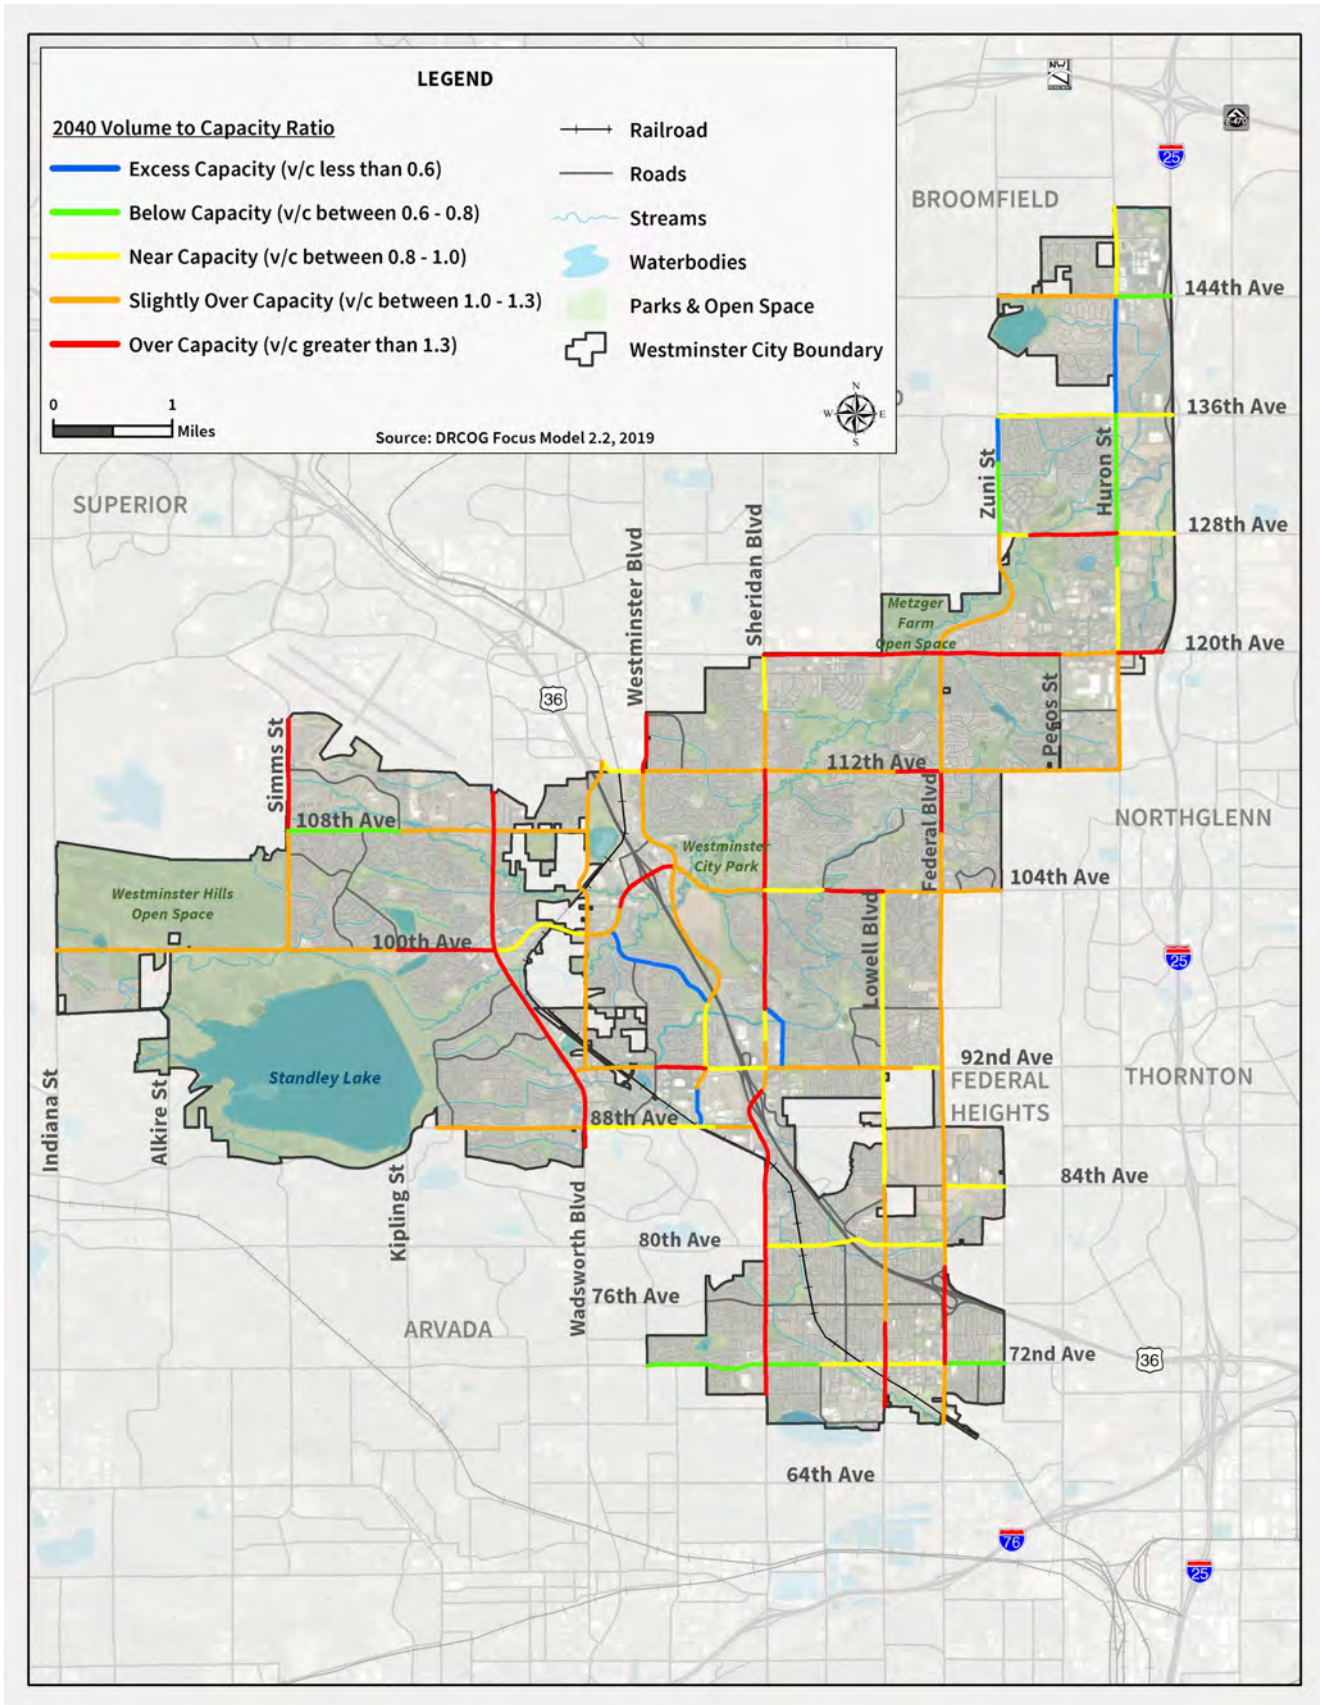 LEGEND
2040 Volume to Capacity Ratio
Excess Capacity (v/c less than 0.6)
Below Capacity (v/c between 0.6 - 0.8)
Near Capacity (v/c between 0.8 - 1.0)
Slightly Over Capacity (v/c between 1.0 - 1.3)
Over Capacity (v/c greater than 1.3)
Railroad
Roads
Streams
Waterbodies
Parks & Open Space
Westminster City Boundary
0 1
Miles
Source: DRCOG Focus Model 2.2, 2019
N
W E
S
NW
E-470
25
BROOMFIELD
144th Ave
136th Ave
Zuni St
Huron St
SUPERIOR
128th Ave
Westminster Blvd
Sheridan Blvd
Metzger
Farm
Open Space
120th Ave
36
Pecos St
Simms St
112th Ave
Federal Blvd
108th Ave
NORTHGLENN
Westminster
City Park
104th Ave
Westminster Hills
Open Space
Lowell Blvd
100th Ave
25
92nd Ave
FEDERAL
HEIGHTS
THORNTON
Standley Lake
Indiana St
Alkire St
88th Ave
84th Ave
Kipling St
Wadsworth Blvd
80th Ave
76th Ave
ARVADA
72nd Ave
36
64th Ave
76
25